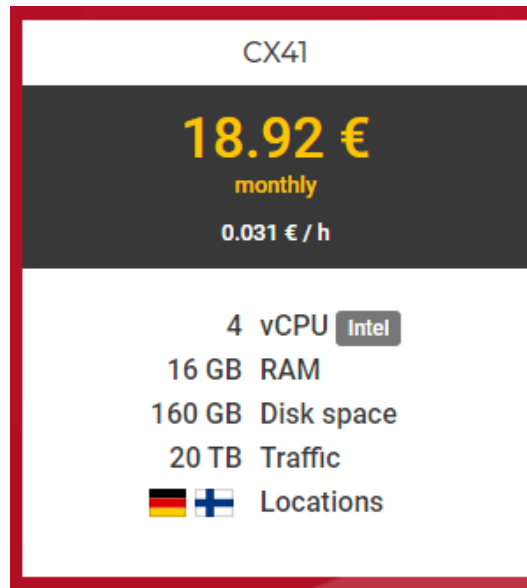 CX41
18.92 €
monthly
0.031 € / h
4 vCPU Intel
16 GB RAM
160 GB Disk space
20 TB Traffic
Locations